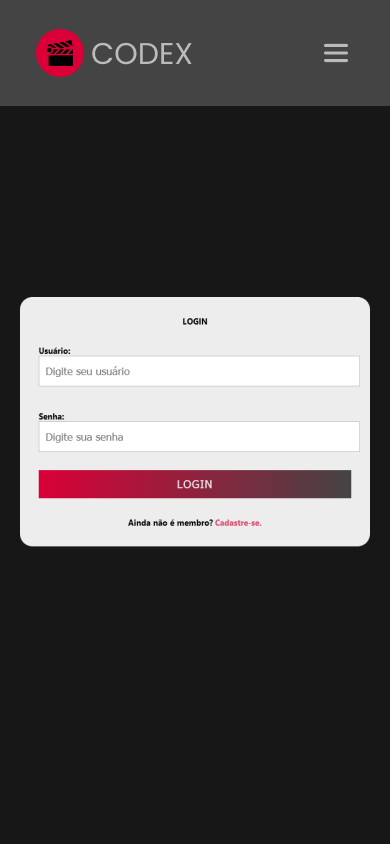 CODEX
LOGIN
Usuário:
Digite seu usuário
Senha:
Digite sua senha
LOGIN
Ainda não é membro? Cadastre-se.